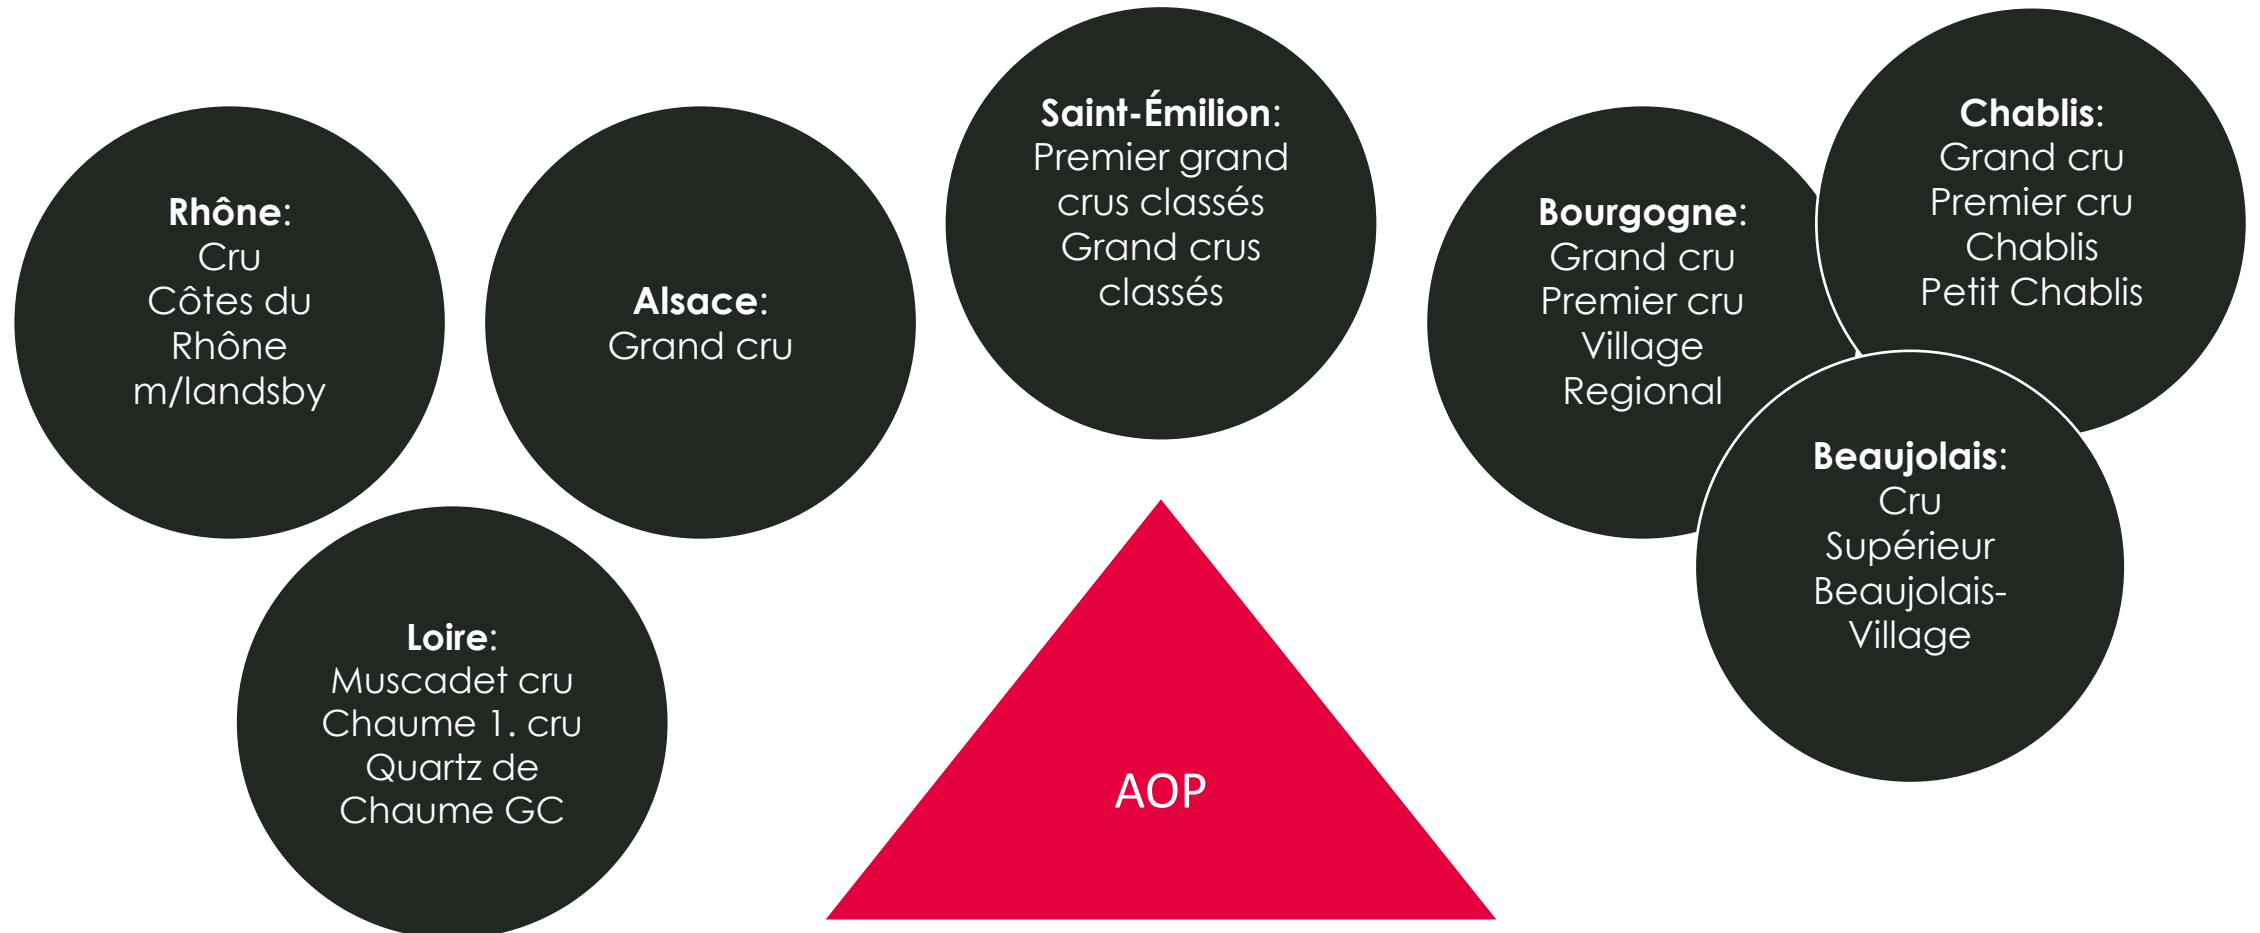 Rhône:
Cru
Côtes du
Rhône
m/landsby
Alsace:
Grand cru
Saint-Émilion:
Premier grand
crus classés
Grand crus
classés
Bourgogne:
Grand cru
Premier cru
Village
Regional
Chablis:
Grand cru
Premier cru
Chablis
Petit Chablis
Beaujolais:
Cru
Supérieur
Beaujolais-
Village
Loire:
Muscadet cru
Chaume 1. cru
Quartz de
Chaume GC
AOP